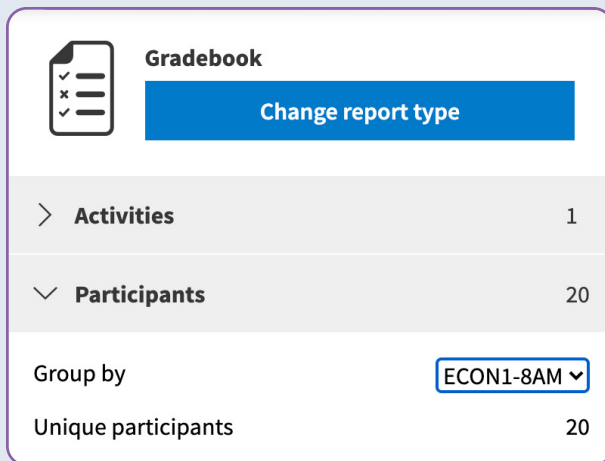 Gradebook
Change report type
Activities 1
Participants 20
Group by ECON1-8AM
Unique participants 20